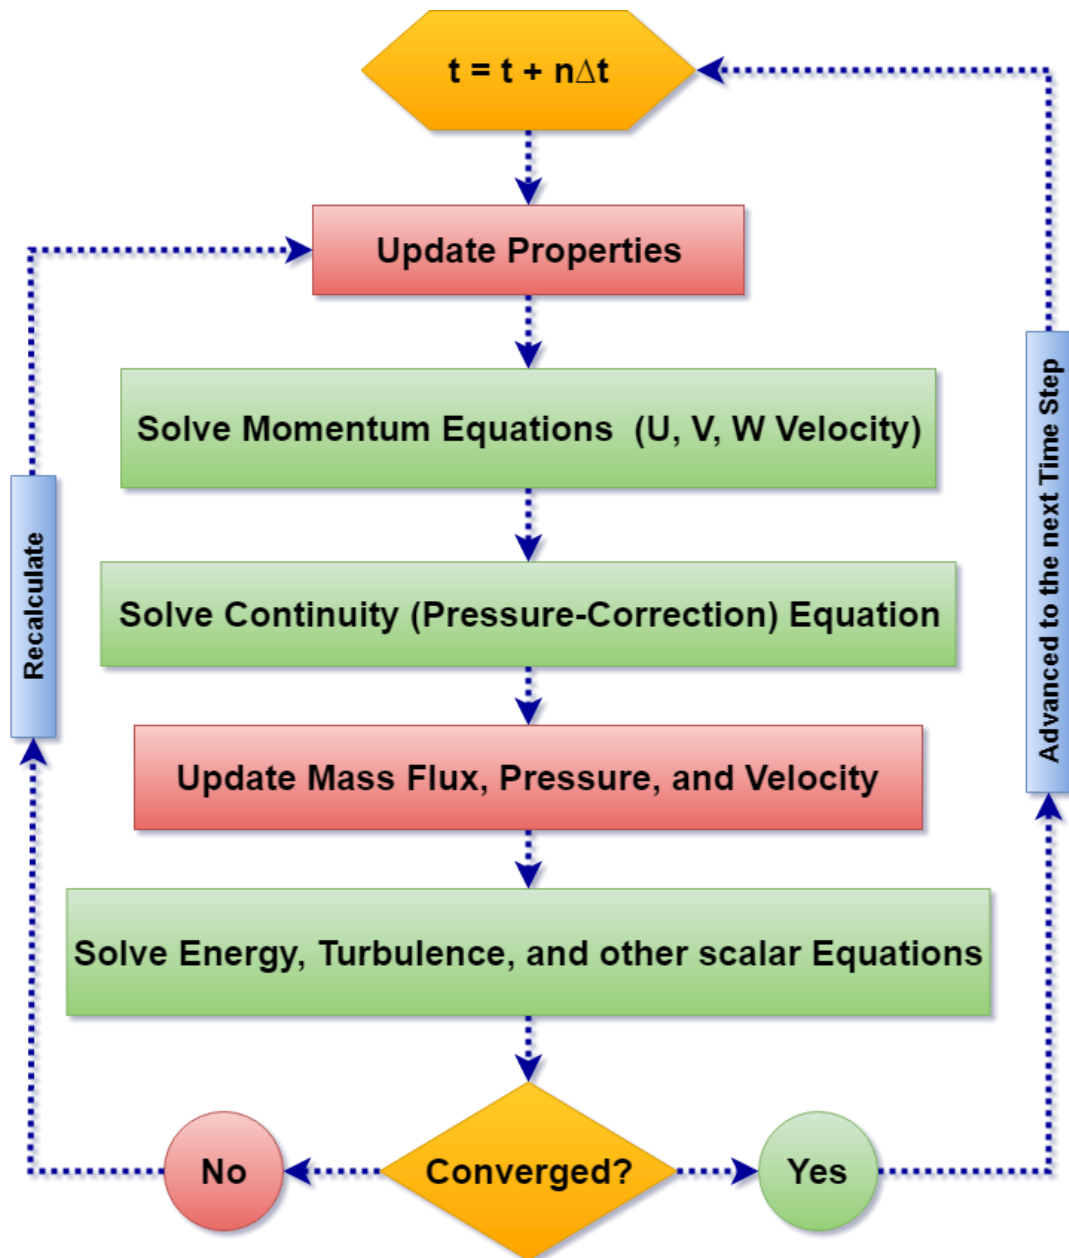 t = t + nΔt
Update Properties
Solve Momentum Equations  (U, V, W Velocity)
Solve Continuity (Pressure-Correction) Equation
Update Mass Flux, Pressure, and Velocity
Solve Energy, Turbulence, and other scalar Equations
Converged?
No
Yes
Recalculate
Advanced to the next Time Step